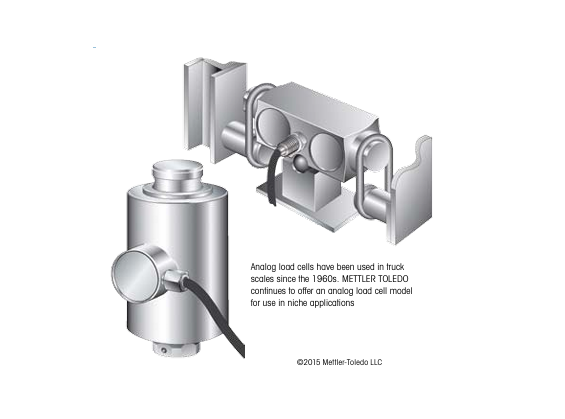 Analog load cells have been used in truck
scales since the 1960s. METTLER TOLEDO
continues to offer an analog load cell model
for use in niche applications
©2015 Mettler-Toledo LLC